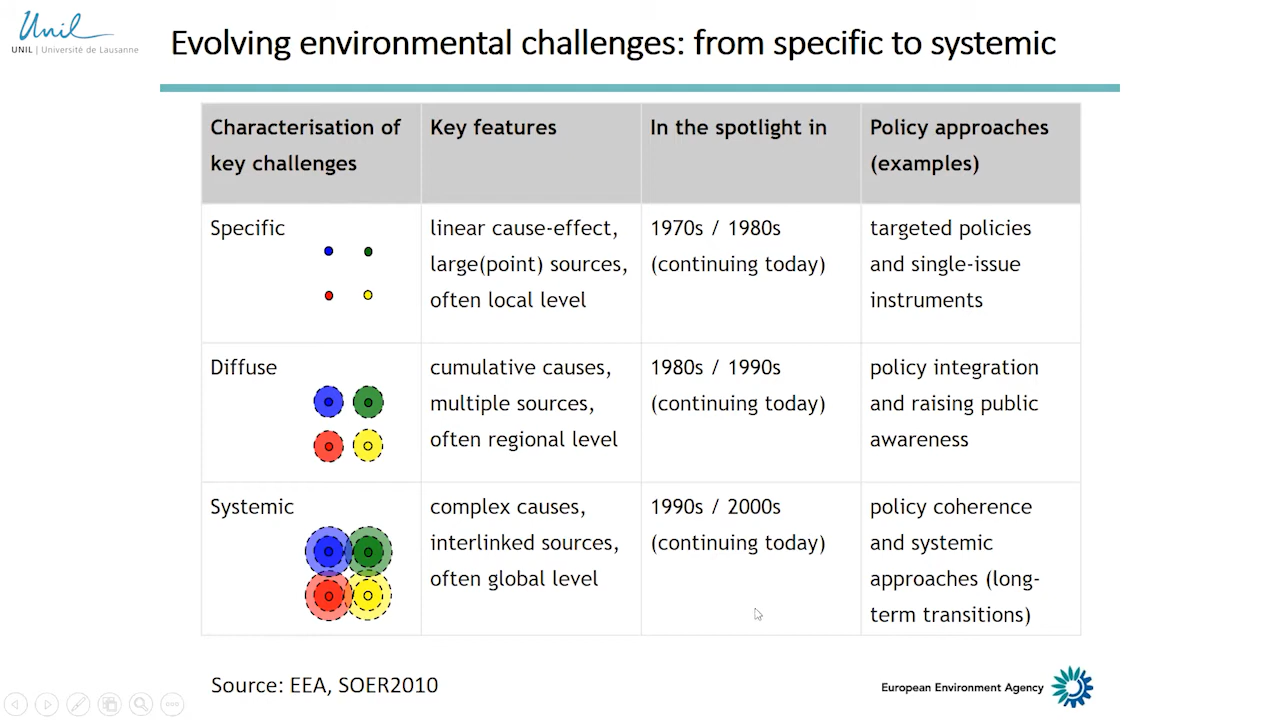 Unil
UNIL | Université de Lausanne
Evolving environmental challenges: from specific to systemic
Characterisation of
key challenges
Key features
In the spotlight in
Policy approaches
(examples)
Specific
linear cause-effect,
large(point) sources,
often local level
1970s / 1980s
(continuing today)
targeted policies
and single-issue
instruments
Diffuse
cumulative causes,
multiple sources,
often regional level
1980s / 1990s
(continuing today)
policy integration
and raising public
awareness
Systemic
complex causes,
interlinked sources,
often global level
1990s / 2000s
(continuing today)
policy coherence
and systemic
approaches (long-
term transitions)
Source: EEA, SOER2010
European Environment Agency